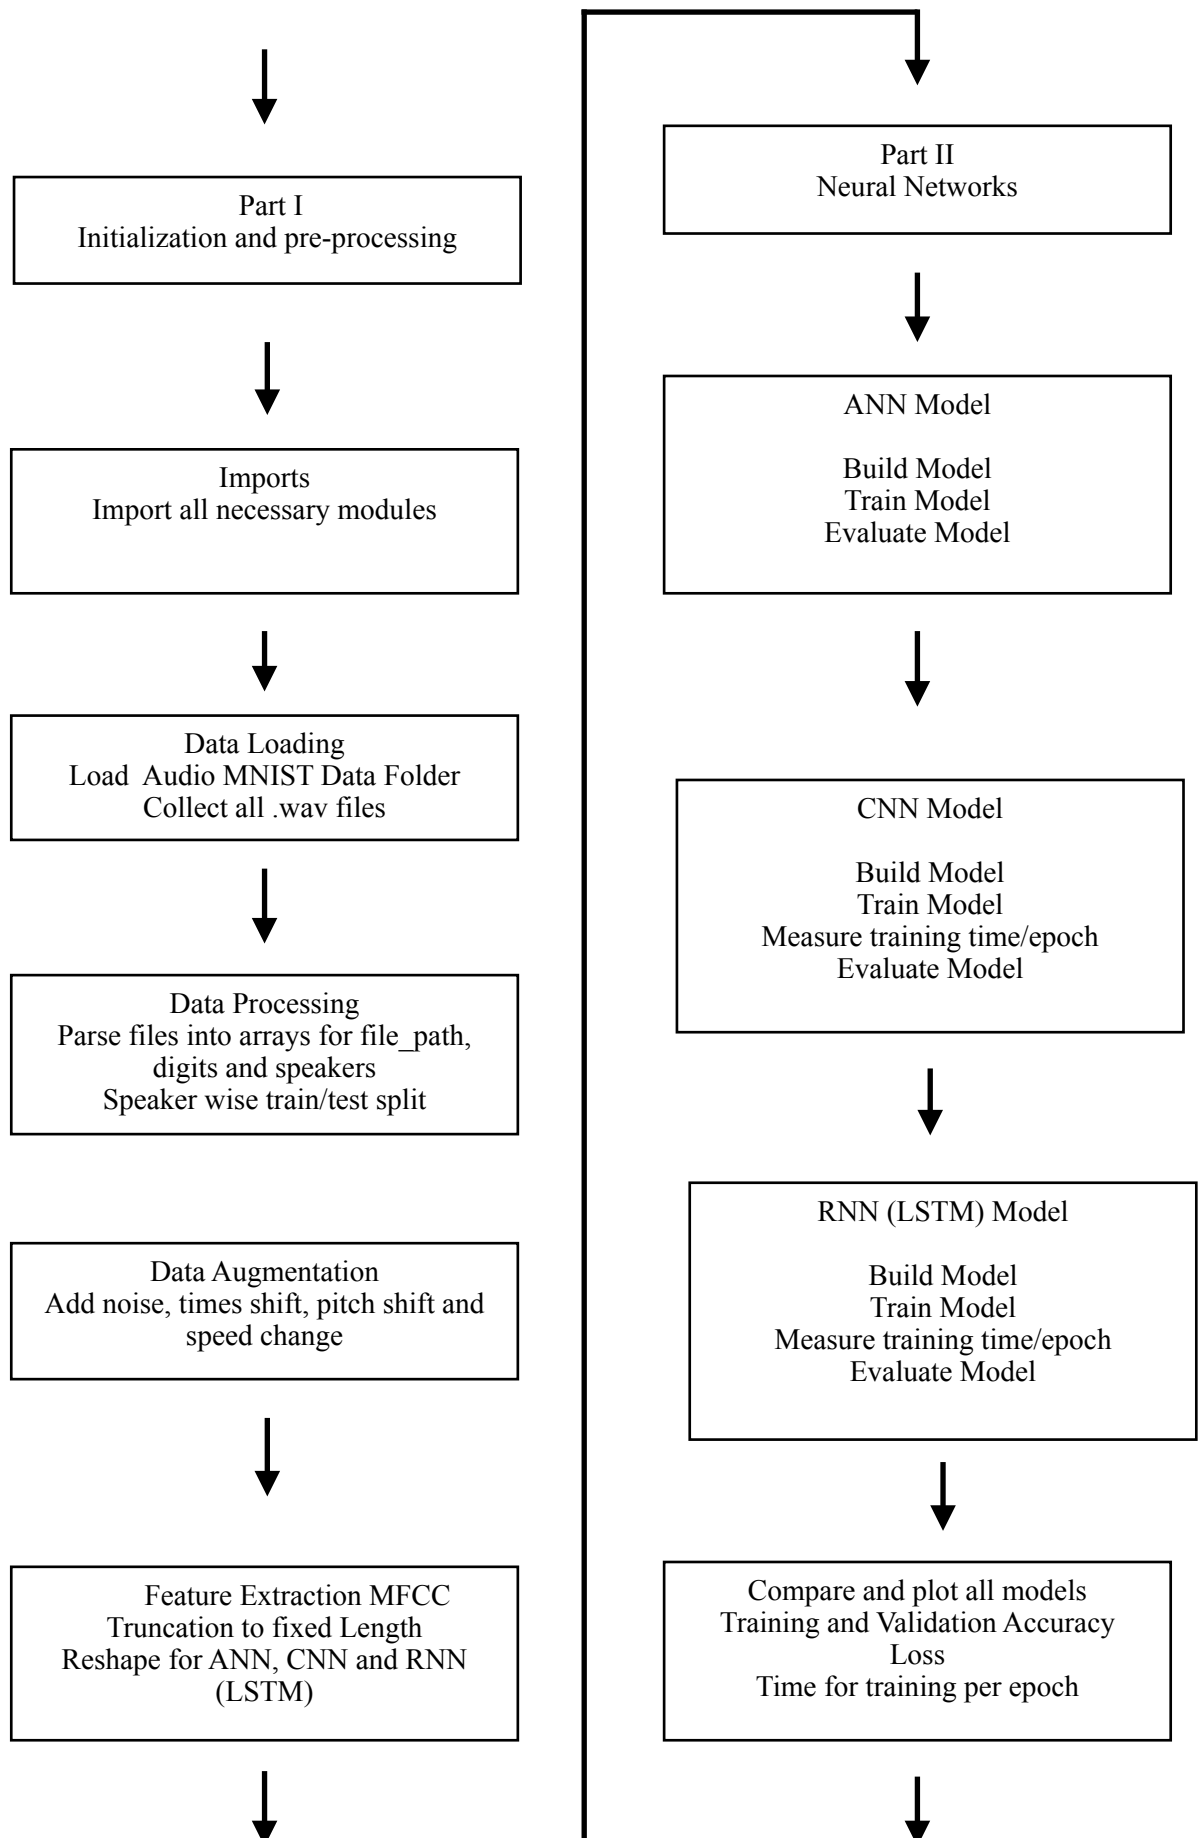 Part I
Initialization and pre-processing
Imports
Import all necessary modules
Data Loading
Load  Audio MNIST Data Folder
Collect all .wav files
Data Processing
Parse files into arrays for file_path,
digits and speakers
Speaker wise train/test split
Data Augmentation
Add noise, times shift, pitch shift and
speed change
Feature Extraction MFCC
Truncation to fixed Length
Reshape for ANN, CNN and RNN
(LSTM)
Part II
Neural Networks
ANN Model
Build Model
Train Model
Evaluate Model
CNN Model
Build Model
Train Model
Measure training time/epoch
Evaluate Model
RNN (LSTM) Model
Build Model
Train Model
Measure training time/epoch
Evaluate Model
Compare and plot all models
Training and Validation Accuracy
Loss
Time for training per epoch